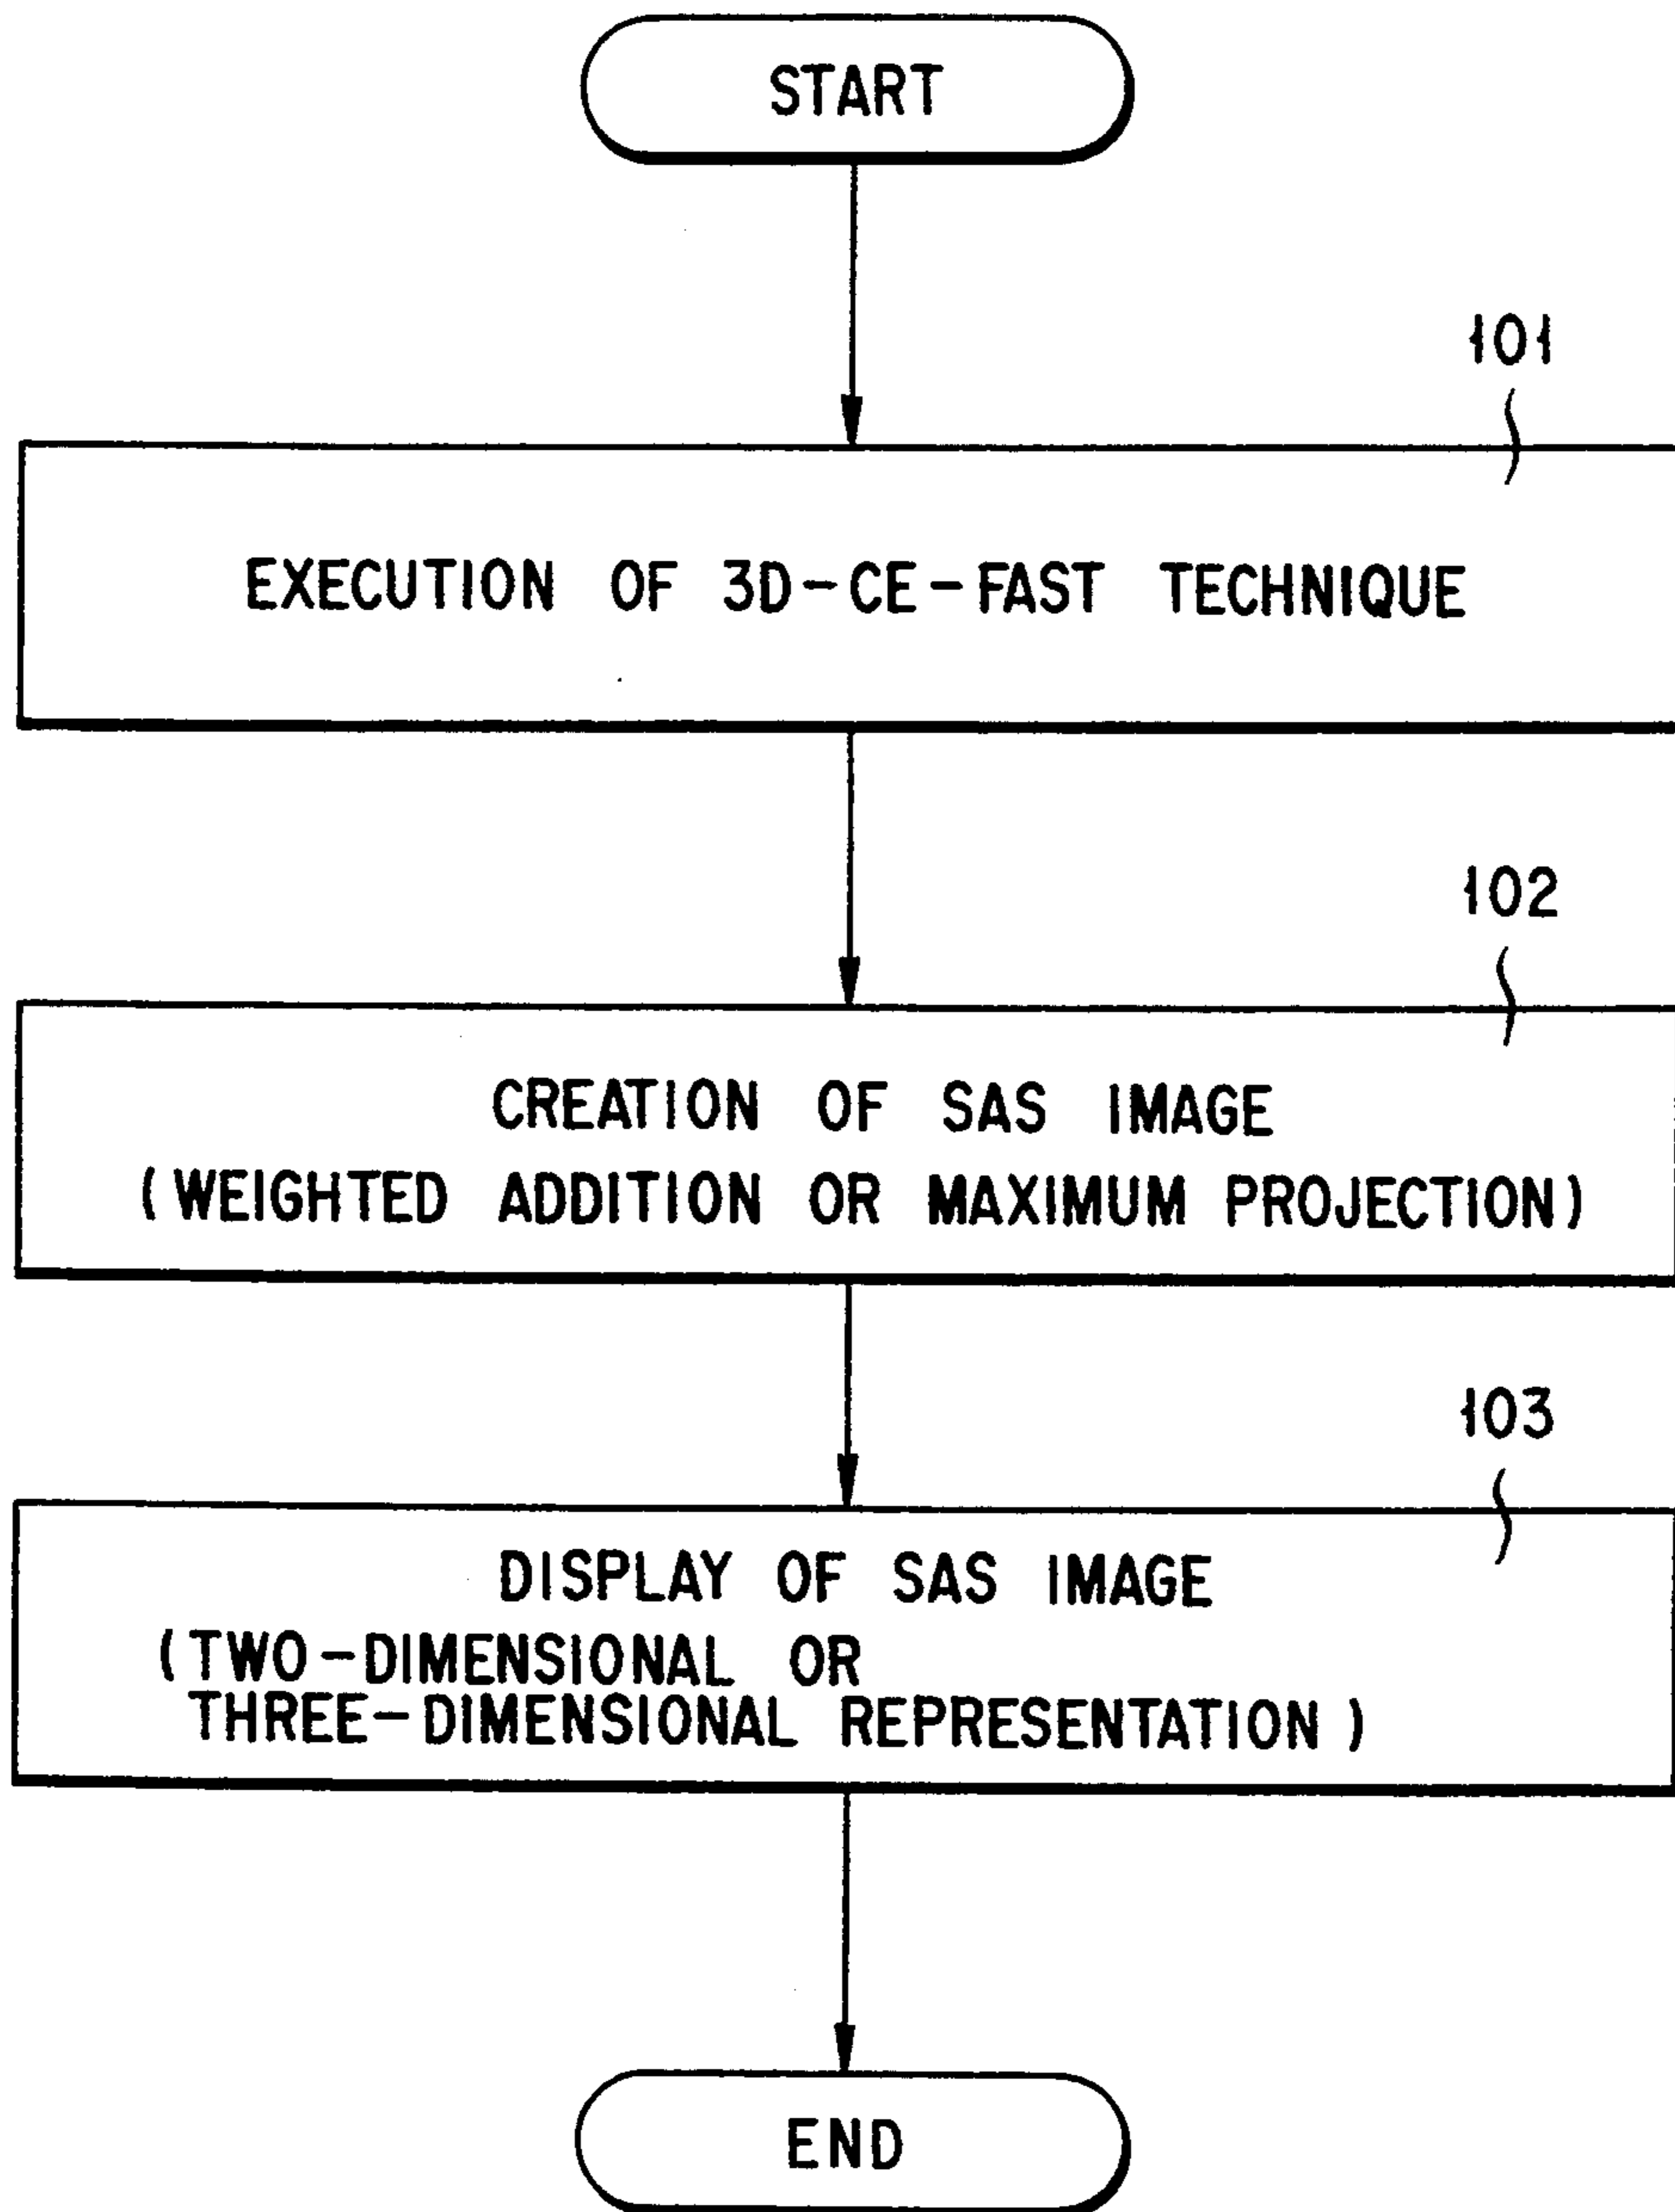 START
101
EXECUTION OF 3D-CE-FAST TECHNIQUE
102
CREATION OF SAS IMAGE
(WEIGHTED ADDITION OR MAXIMUM PROJECTION)
103
DISPLAY OF SAS IMAGE
(TWO-DIMENSIONAL OR
THREE-DIMENSIONAL REPRESENTATION)
END